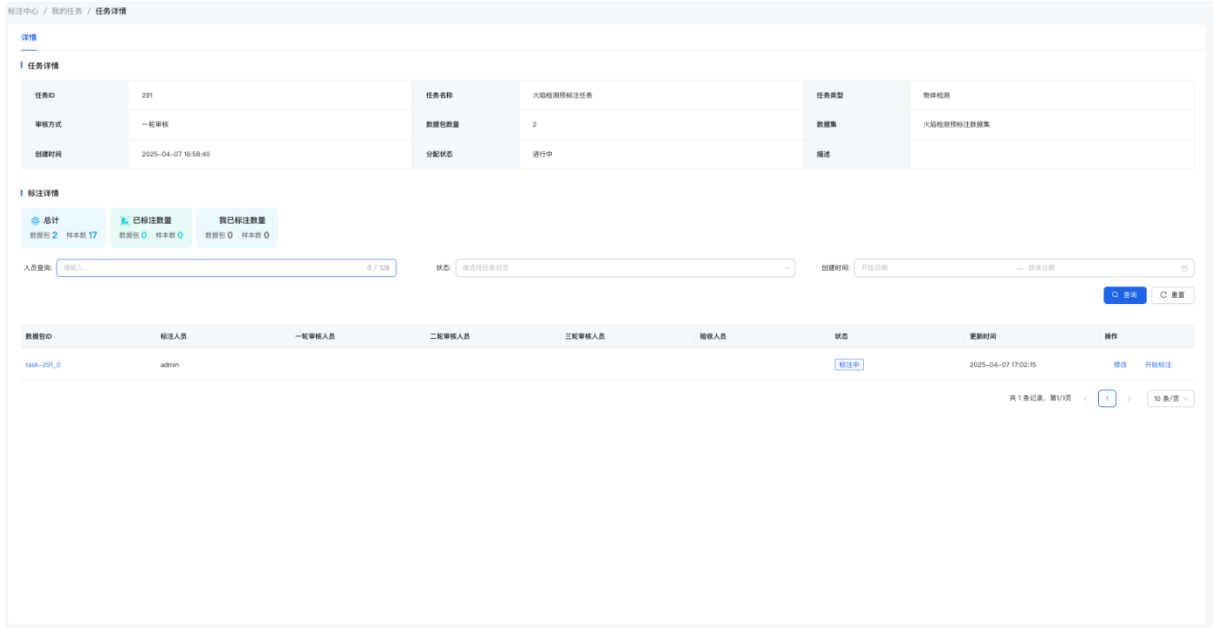 标注中心 / 我的任务 / 任务详情
详情
任务详情
任务ID 291 任务名称 火焰检测预标注任务 任务类型 物体检测
审核方式 一轮审核 数据包数量 2 数据集 火焰检测预标注数据集
创建时间 2025-04-07 16:58:40 分配状态 进行中 描述
标注详情
总计 已标注数量 我已标注数量
数据包 2 样本数 17 数据包 0 样本数 0 数据包 0 样本数 0
人员查询: 请输入... 0 / 128 状态: 请选择任务状态 创建时间: 开始日期 → 结束日期
查询 重置
数据包ID 标注人员 一轮审核人员 二轮审核人员 三轮审核人员 验收人员 状态 更新时间 操作
task-291_0 admin 标注中 2025-04-07 17:02:15 修改 开始标注
共 1 条记录，第1/1页 < 1 > 10 条/页